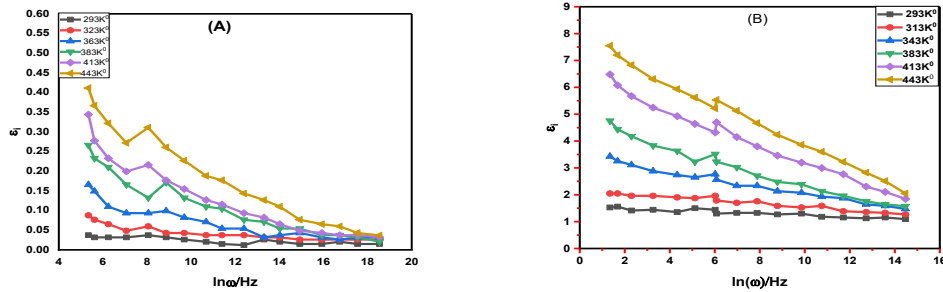 (A)
293K⁰
323K⁰
363K⁰
383K⁰
413K⁰
443K⁰
0.60
0.55
0.50
0.45
0.40
0.35
0.30
0.25
0.20
0.15
0.10
0.05
0.00
εi
4 6 8 10 12 14 16 18 20
lnω/Hz
(B)
293K⁰
313K⁰
343K⁰
383K⁰
413K⁰
443K⁰
9
8
7
6
5
4
3
2
1
0
εi
0 2 4 6 8 10 12 14 16
ln(ω)/Hz